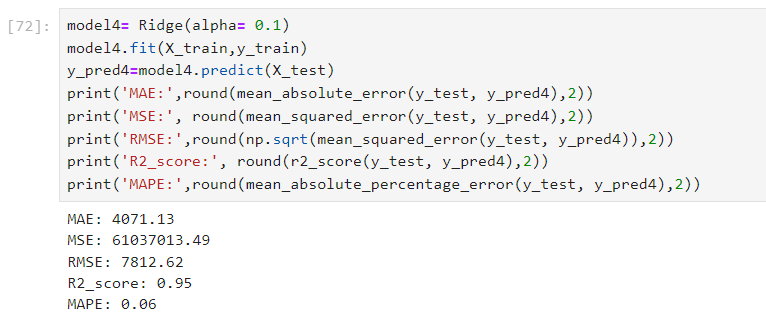 [72]: model4= Ridge(alpha= 0.1)
model4.fit(X_train,y_train)
y_pred4=model4.predict(X_test)
print('MAE:',round(mean_absolute_error(y_test, y_pred4),2))
print('MSE:', round(mean_squared_error(y_test, y_pred4),2))
print('RMSE:',round(np.sqrt(mean_squared_error(y_test, y_pred4)),2))
print('R2_score:', round(r2_score(y_test, y_pred4),2))
print('MAPE:',round(mean_absolute_percentage_error(y_test, y_pred4),2))
MAE: 4071.13
MSE: 61037013.49
RMSE: 7812.62
R2_score: 0.95
MAPE: 0.06